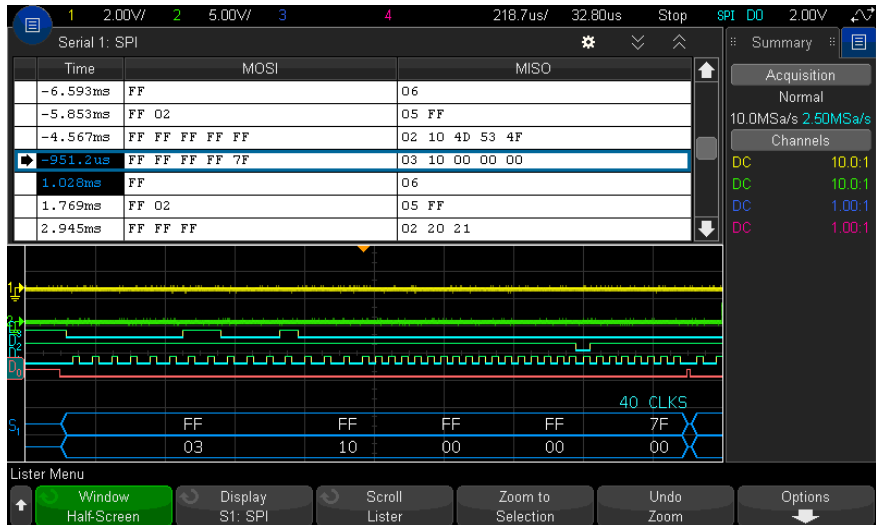 1 2.00V/ 2 5.00V/ 3 4 218.7us/ 32.80us Stop SPI D0 2.00V
Serial 1: SPI
Summary
Time MOSI MISO
-6.593ms FF 06
-5.853ms FF 02 05 FF
-4.567ms FF FF FF FF FF 02 10 4D 53 4F
-951.2us FF FF FF FF 7F 03 10 00 00 00
1.028ms FF 06
1.769ms FF 02 05 FF
2.945ms FF FF FF 02 20 21
Acquisition
Normal
10.0MSa/s 2.50MSa/s
Channels
DC 10.0:1
DC 10.0:1
DC 1.00:1
DC 1.00:1
1
2
D2
D0
40 CLKS
S1 FF FF FF FF 7F
03 10 00 00 00
Lister Menu
Window
Half-Screen
Display
S1: SPI
Scroll
Lister
Zoom to
Selection
Undo
Zoom
Options